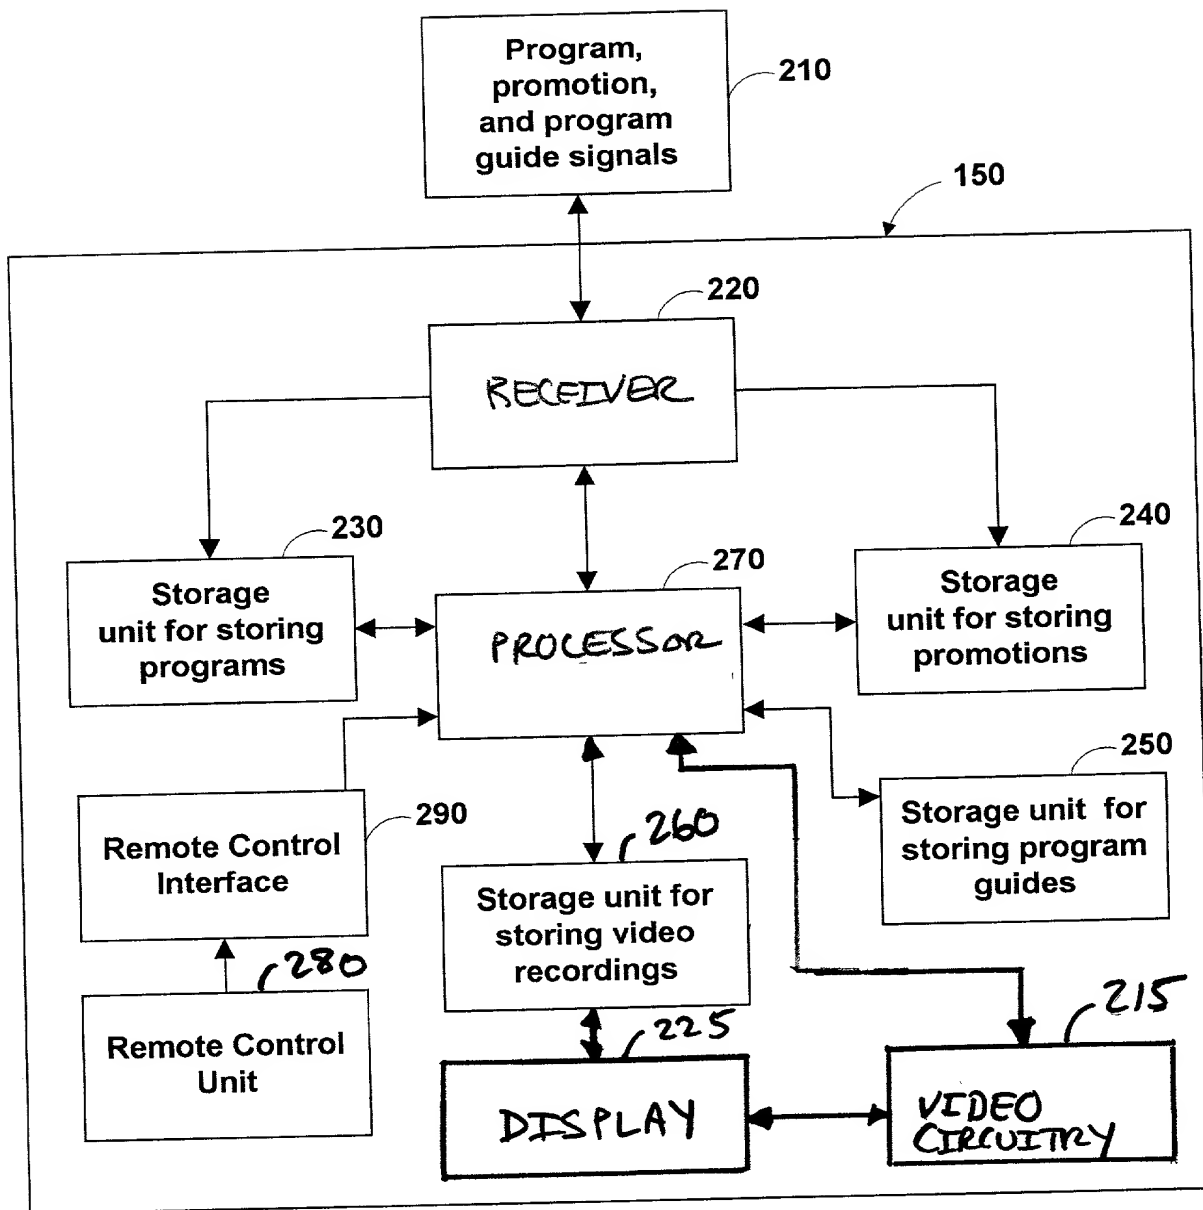 Program,
promotion,
and program
guide signals
210
150
220
RECEIVER
230
Storage
unit for storing
programs
270
PROCESSOR
240
Storage
unit for storing
promotions
250
Storage unit for
storing program
guides
290
Remote Control
Interface
260
Storage unit for
storing video
recordings
280
Remote Control
Unit
225
DISPLAY
215
VIDEO
CIRCUITRY